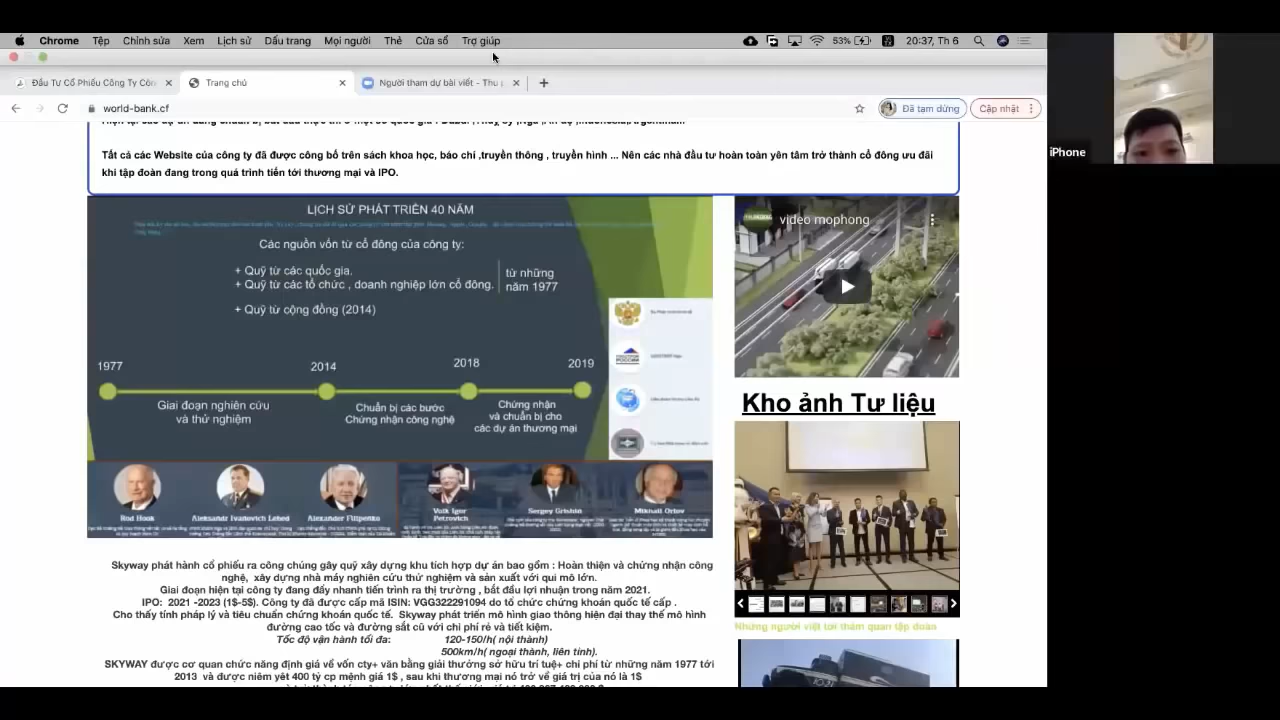 Chrome Tệp Chỉnh sửa Xem Lịch sử Dấu trang Mọi người Thẻ Cửa sổ Trợ giúp
53% 20:37, Th 6
Đầu Tư Cổ Phiếu Công Ty Côn
Trang chủ
Người tham dự bài viết - Thu
world-bank.cf
Đã tạm dừng
Cập nhật
iPhone
Tất cả các Website của công ty đã được công bố trên sách khoa học, báo chí ,truyền thông , truyền hình ... Nên các nhà đầu tư hoàn toàn yên tâm trở thành cổ đông ưu đãi
khi tập đoàn đang trong quá trình tiến tới thương mại và IPO.
LỊCH SỬ PHÁT TRIỂN 40 NĂM
Các nguồn vốn từ cổ đông của công ty:
+ Quỹ từ các quốc gia.
+ Quỹ từ các tổ chức , doanh nghiệp lớn cổ đông.
từ những
năm 1977
+ Quỹ từ cộng đồng (2014)
1977 2014 2018 2019
Giai đoạn nghiên cứu
và thử nghiệm
Chuẩn bị các bước
Chứng nhận công nghệ
Chứng nhận
và chuẩn bị cho
các dự án thương mại
Rod Hook
Aleksandr Ivanovich Lebed
Alexander Filipenko
Volk Igor
Petrovich
Sergey Grishin
Mikhail Orlov
video mophong
Kho ảnh Tư liệu
Những người việt tới thăm quan tập đoàn
Skyway phát hành cổ phiếu ra công chúng gây quỹ xây dựng khu tích hợp dự án bao gồm : Hoàn thiện và chứng nhận công
nghệ, xây dựng nhà máy nghiên cứu thử nghiệm và sản xuất với qui mô lớn.
Giai đoạn hiện tại công ty đang đẩy nhanh tiến trình ra thị trường , bắt đầu lợi nhuận trong năm 2021.
IPO: 2021 -2023 (1$-5$). Công ty đã được cấp mã ISIN: VGG322291094 do tổ chức chứng khoán quốc tế cấp .
Cho thấy tính pháp lý và tiêu chuẩn chứng khoán quốc tế. Skyway phát triển mô hình giao thông hiện đại thay thế mô hình
đường cao tốc và đường sắt cũ với chi phí rẻ và tiết kiệm.
Tốc độ vận hành tối đa: 120-150/h( nội thành)
500km/h( ngoại thành, liên tỉnh).
SKYWAY được cơ quan chức năng định giá về vốn cty+ văn bằng giải thưởng sở hữu trí tuệ+ chi phí từ những năm 1977 tới
2013 và được niêm yêt 400 tỷ cp mệnh giá 1$ , sau khi thương mại nó trở về giá trị của nó là 1$